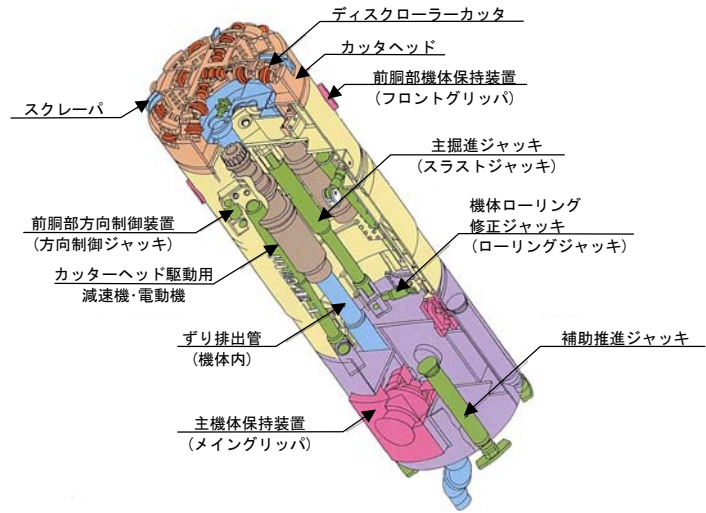 ディスクローラーカッタ
カッタヘッド
前胴部機体保持装置
(フロントグリッパ)
スクレーパ
主掘進ジャッキ
(スラストジャッキ)
機体ローリング
修正ジャッキ
(ローリングジャッキ)
前胴部方向制御装置
(方向制御ジャッキ)
カッターヘッド駆動用
減速機・電動機
ずり排出管
(機体内)
補助推進ジャッキ
主機体保持装置
(メイングリッパ)